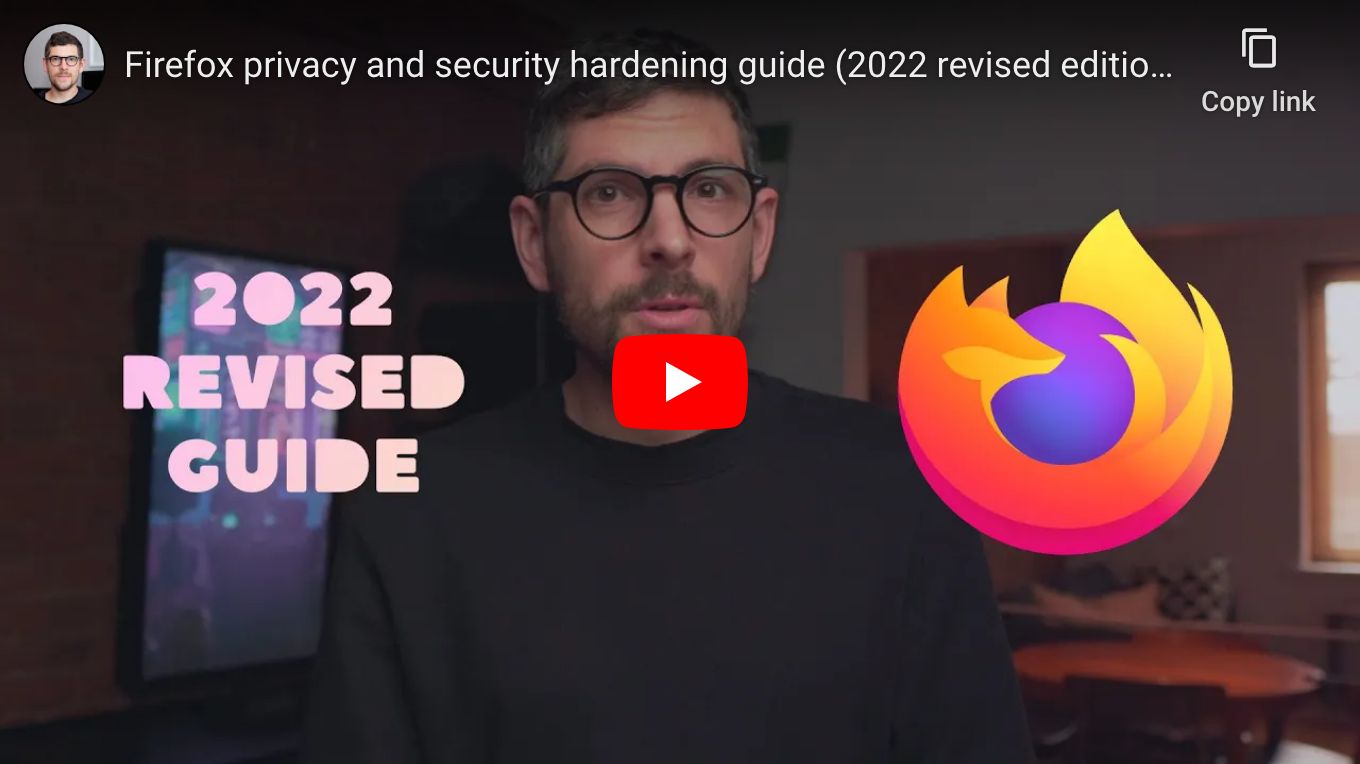 Firefox privacy and security hardening guide (2022 revised editio…
Copy link
2022
REVISED
GUIDE